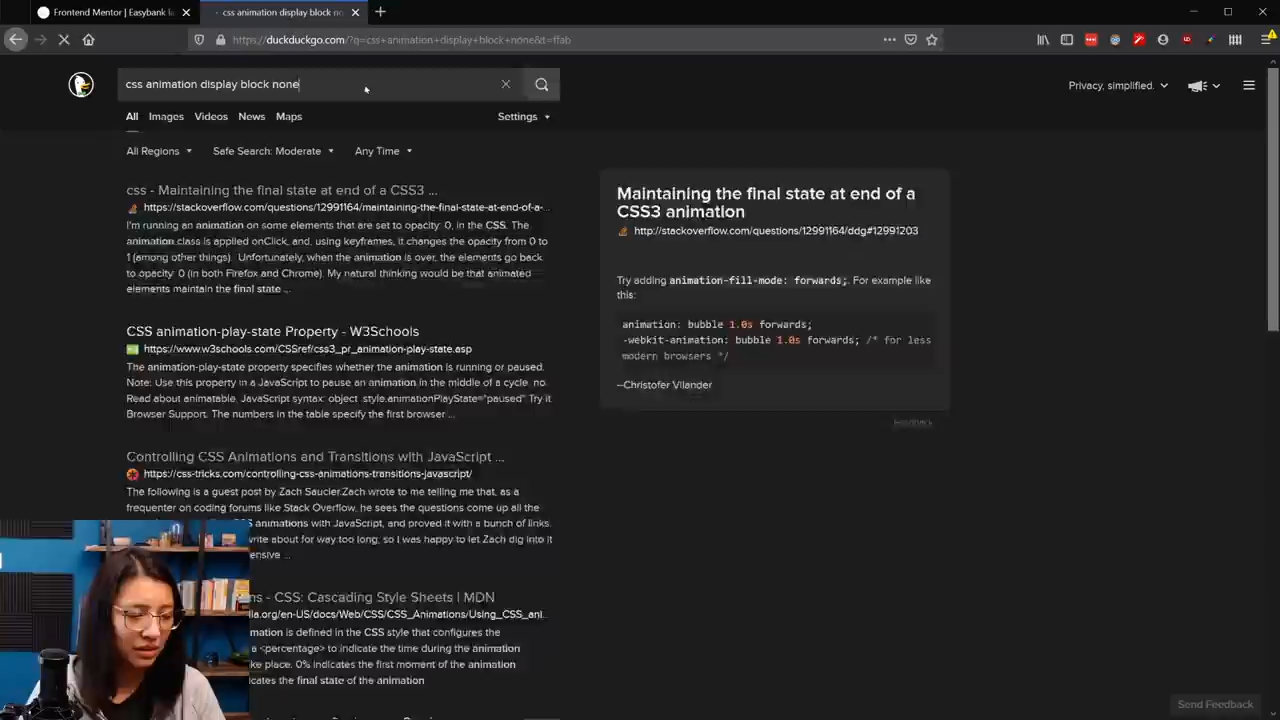 Frontend Mentor | Easybank la
css animation display block no
https://duckduckgo.com/?q=css+animation+display+block+none&t=ffab
css animation display block none
Privacy, simplified.
All Images Videos News Maps
Settings
All Regions Safe Search: Moderate Any Time
css - Maintaining the final state at end of a CSS3 ...
https://stackoverflow.com/questions/12991164/maintaining-the-final-state-at-end-of-a-...
I'm running an animation on some elements that are set to opacity: 0, in the CSS. The
animation class is applied onClick, and, using keyframes, it changes the opacity from 0 to
1 (among other things). Unfortunately, when the animation is over, the elements go back
to opacity: 0 (in both Firefox and Chrome). My natural thinking would be that animated
elements maintain the final state ...
CSS animation-play-state Property - W3Schools
https://www.w3schools.com/CSSref/css3_pr_animation-play-state.asp
The animation-play-state property specifies whether the animation is running or paused.
Note: Use this property in a JavaScript to pause an animation in the middle of a cycle. no.
Read about animatable. JavaScript syntax: object .style.animationPlayState="paused" Try it
Browser Support. The numbers in the table specify the first browser ...
Controlling CSS Animations and Transitions with JavaScript ...
https://css-tricks.com/controlling-css-animations-transitions-javascript/
The following is a guest post by Zach Saucier.Zach wrote to me telling me that, as a
frequenter on coding forums like Stack Overflow, he sees the questions come up all the
CSS animations with JavaScript, and proved it with a bunch of links.
write about for way too long, so I was happy to let Zach dig into it
ensive ...
ns - CSS: Cascading Style Sheets | MDN
la.org/en-US/docs/Web/CSS/CSS_Animations/Using_CSS_ani...
mation is defined in the CSS style that configures the
a <percentage> to indicate the time during the animation
ke place. 0% indicates the first moment of the animation
icates the final state of the animation
Maintaining the final state at end of a
CSS3 animation
http://stackoverflow.com/questions/12991164/ddg#12991203
Try adding animation-fill-mode: forwards;. For example like
this:
animation: bubble 1.0s forwards;
-webkit-animation: bubble 1.0s forwards; /* for less
modern browsers */
--Christofer Vilander
Feedback
Send Feedback